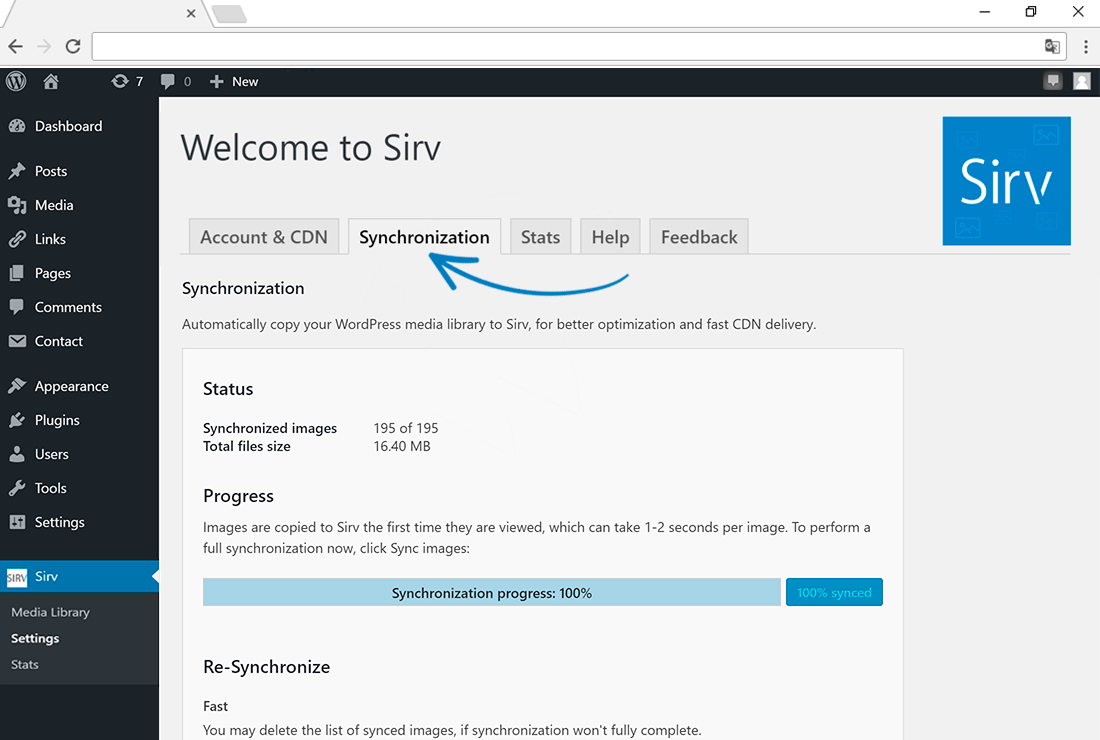 7 0 New
Dashboard
Posts
Media
Links
Pages
Comments
Contact
Appearance
Plugins
Users
Tools
Settings
SIRV Sirv
Media Library
Settings
Stats
Welcome to Sirv
Sirv
Account & CDN Synchronization Stats Help Feedback
Synchronization
Automatically copy your WordPress media library to Sirv, for better optimization and fast CDN delivery.
Status
Synchronized images 195 of 195
Total files size 16.40 MB
Progress
Images are copied to Sirv the first time they are viewed, which can take 1-2 seconds per image. To perform a
full synchronization now, click Sync images:
Synchronization progress: 100% 100% synced
Re-Synchronize
Fast
You may delete the list of synced images, if synchronization won't fully complete.